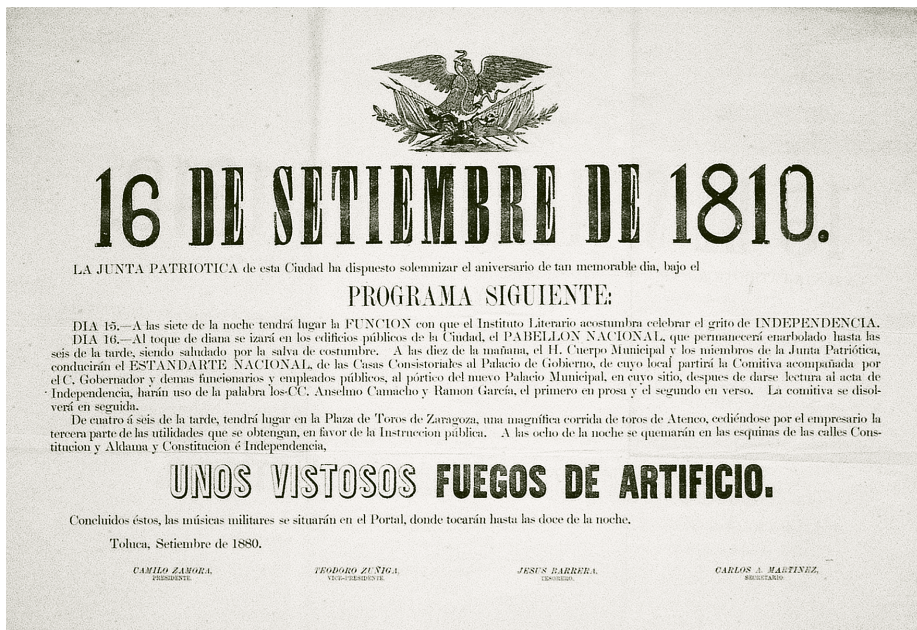 16 DE SETIEMBRE DE 1810.
LA JUNTA PATRIOTICA de esta Ciudad ha dispuesto solemnizar el aniversario de tan memorable dia, bajo el
PROGRAMA SIGUIENTE:
DIA 15.—A las siete de la noche tendrá lugar la FUNCION con que el Instituto Literario acostumbra celebrar el grito de INDEPENDENCIA.
DIA 16.—Al toque de diana se izará en los edificios públicos de la Ciudad, el PABELLON NACIONAL, que permanecerá enarbolado hasta las
seis de la tarde, siendo saludado por la salva de costumbre. A las diez de la mañana, el H. Cuerpo Municipal y los miembros de la Junta Patriótica,
conducirán el ESTANDARTE NACIONAL, de las Casas Consistoriales al Palacio de Gobierno, de cuyo local partirá la Comitiva acompañada por
el C. Gobernador y demas funcionarios y empleados públicos, al pórtico del nuevo Palacio Municipal, en cuyo sitio, despues de darse lectura al acta de
Independencia, harán uso de la palabra los CC. Anselmo Camacho y Ramon García, el primero en prosa y el segundo en verso. La comitiva se disol-
verá en seguida.
De cuatro á seis de la tarde, tendrá lugar en la Plaza de Toros de Zaragoza, una magnífica corrida de toros de Atenco, cediéndose por el empresario la
tercera parte de las utilidades que se obtengan, en favor de la Instruccion pública. A las ocho de la noche se quemarán en las esquinas de las calles Cons-
titucion y Aldama y Constitucion é Independencia,
UNOS VISTOSOS FUEGOS DE ARTIFICIO.
Concluidos éstos, las músicas militares se situarán en el Portal, donde tocarán hasta las doce de la noche.
Toluca, Setiembre de 1880.
CAMILO ZAMORA, TEODORO ZUÑIGA, JESUS BARRERA, CARLOS A. MARTINEZ,
PRESIDENTE. VICE-PRESIDENTE. TESORERO. SECRETARIO.